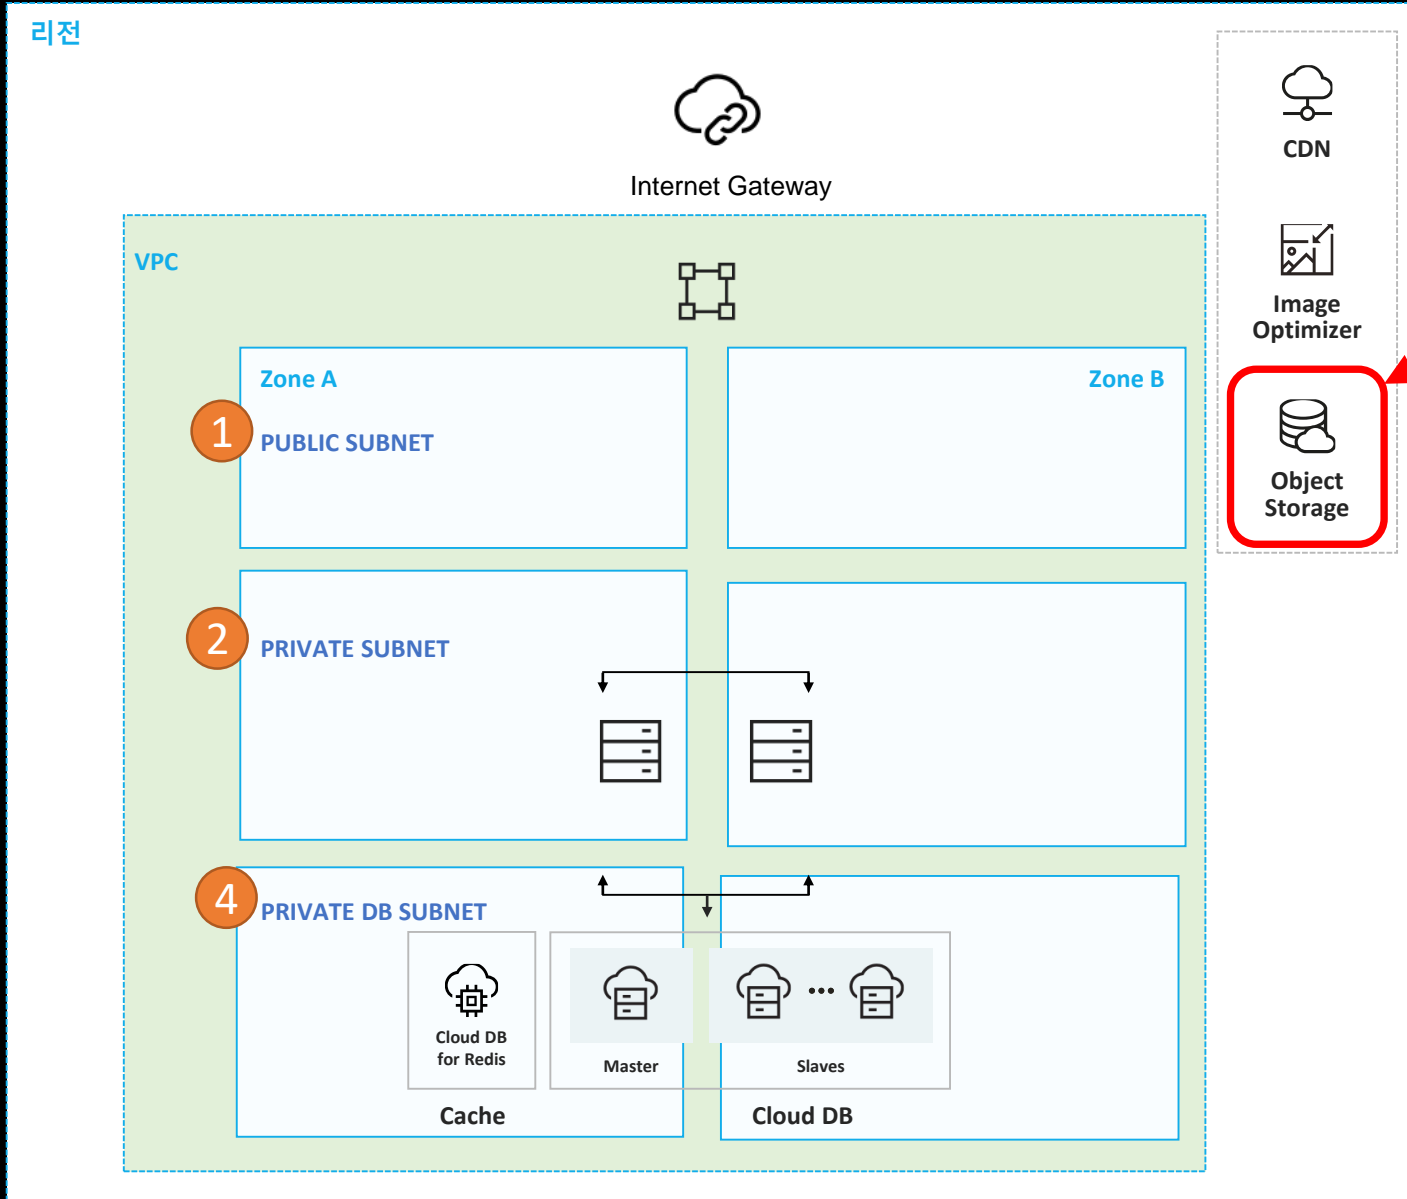 리전
CDN
Internet Gateway
VPC
Image
Optimizer
Zone A
Zone B
1
PUBLIC SUBNET
Object
Storage
2
PRIVATE SUBNET
4
PRIVATE DB SUBNET
Cloud DB
for Redis
Master
Slaves
Cache
Cloud DB